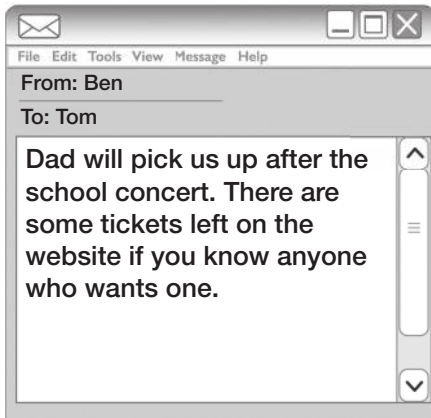 File Edit Tools View Message Help
From: Ben
To: Tom
Dad will pick us up after the
school concert. There are
some tickets left on the
website if you know anyone
who wants one.